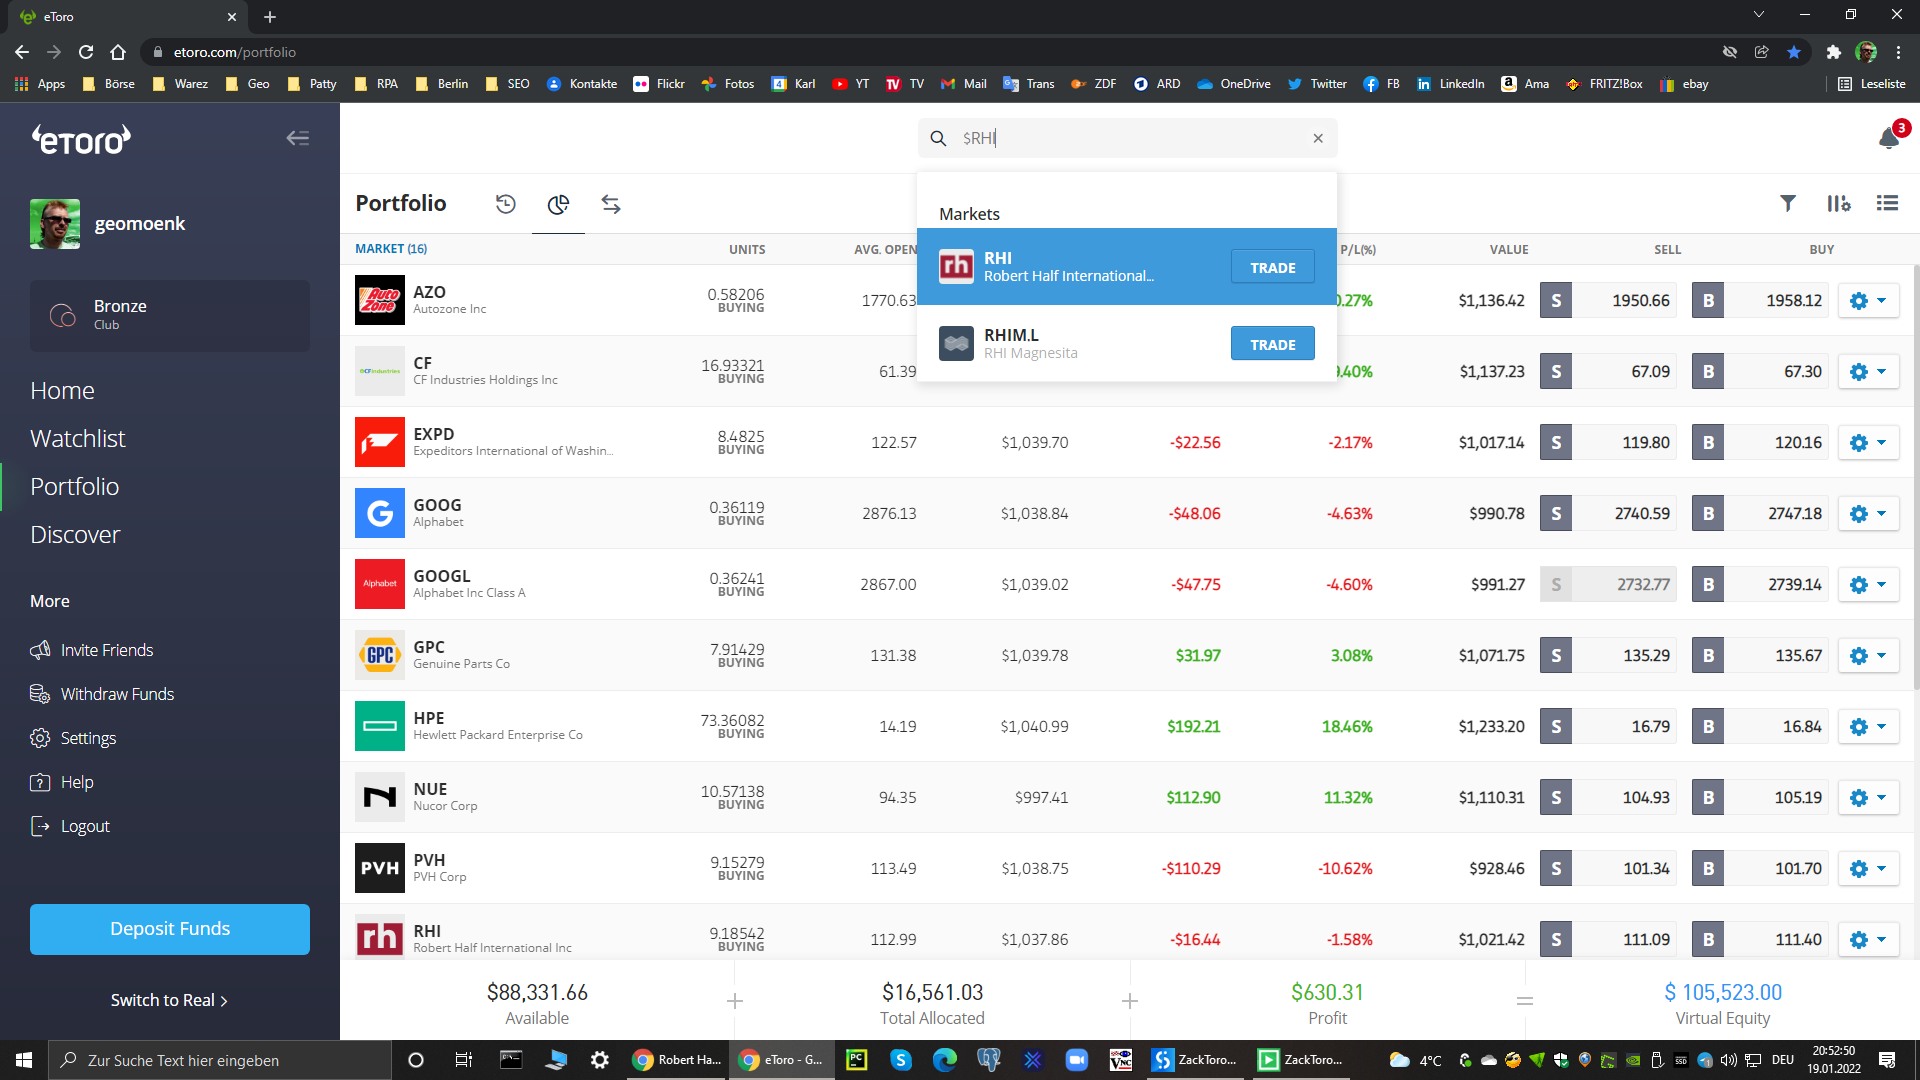 eToro
etoro.com/portfolio
Apps Börse Warez Geo Patty RPA Berlin SEO Kontakte Flickr Fotos 4 Karl YT TV TV Mail Trans ZDF ARD OneDrive Twitter FB LinkedIn Ama FRITZ!Box ebay Leseliste
eToro
geomoenk
Bronze
Club
Home
Watchlist
Portfolio
Discover
More
Invite Friends
Withdraw Funds
Settings
Help
Logout
Deposit Funds
Switch to Real >
$RHI
3
Portfolio
Markets
rh RHI TRADE
Robert Half International...
RHIM.L TRADE
RHI Magnesita
MARKET (16) UNITS AVG. OPEN P/L(%) VALUE SELL BUY
Auto Zone AZO 0.58206 1770.63 0.27% $1,136.42 S 1950.66 B 1958.12
Autozone Inc BUYING
CF Industries CF 16.93321 61.39 9.40% $1,137.23 S 67.09 B 67.30
CF Industries Holdings Inc BUYING
EXPD 8.4825 122.57 $1,039.70 -$22.56 -2.17% $1,017.14 S 119.80 B 120.16
Expeditors International of Washin... BUYING
G GOOG 0.36119 2876.13 $1,038.84 -$48.06 -4.63% $990.78 S 2740.59 B 2747.18
Alphabet BUYING
Alphabet GOOGL 0.36241 2867.00 $1,039.02 -$47.75 -4.60% $991.27 S 2732.77 B 2739.14
Alphabet Inc Class A BUYING
GPC GPC 7.91429 131.38 $1,039.78 $31.97 3.08% $1,071.75 S 135.29 B 135.67
Genuine Parts Co BUYING
HPE 73.36082 14.19 $1,040.99 $192.21 18.46% $1,233.20 S 16.79 B 16.84
Hewlett Packard Enterprise Co BUYING
NUE 10.57138 94.35 $997.41 $112.90 11.32% $1,110.31 S 104.93 B 105.19
Nucor Corp BUYING
PVH PVH 9.15279 113.49 $1,038.75 -$110.29 -10.62% $928.46 S 101.34 B 101.70
PVH Corp BUYING
rh RHI 9.18542 112.99 $1,037.86 -$16.44 -1.58% $1,021.42 S 111.09 B 111.40
Robert Half International Inc BUYING
$88,331.66 + $16,561.03 + $630.31 = $ 105,523.00
Available Total Allocated Profit Virtual Equity
Zur Suche Text hier eingeben
Robert Ha... eToro - G... PC VNC ZackToro... ZackToro... 4°C SSD DEU
20:52:50
19.01.2022